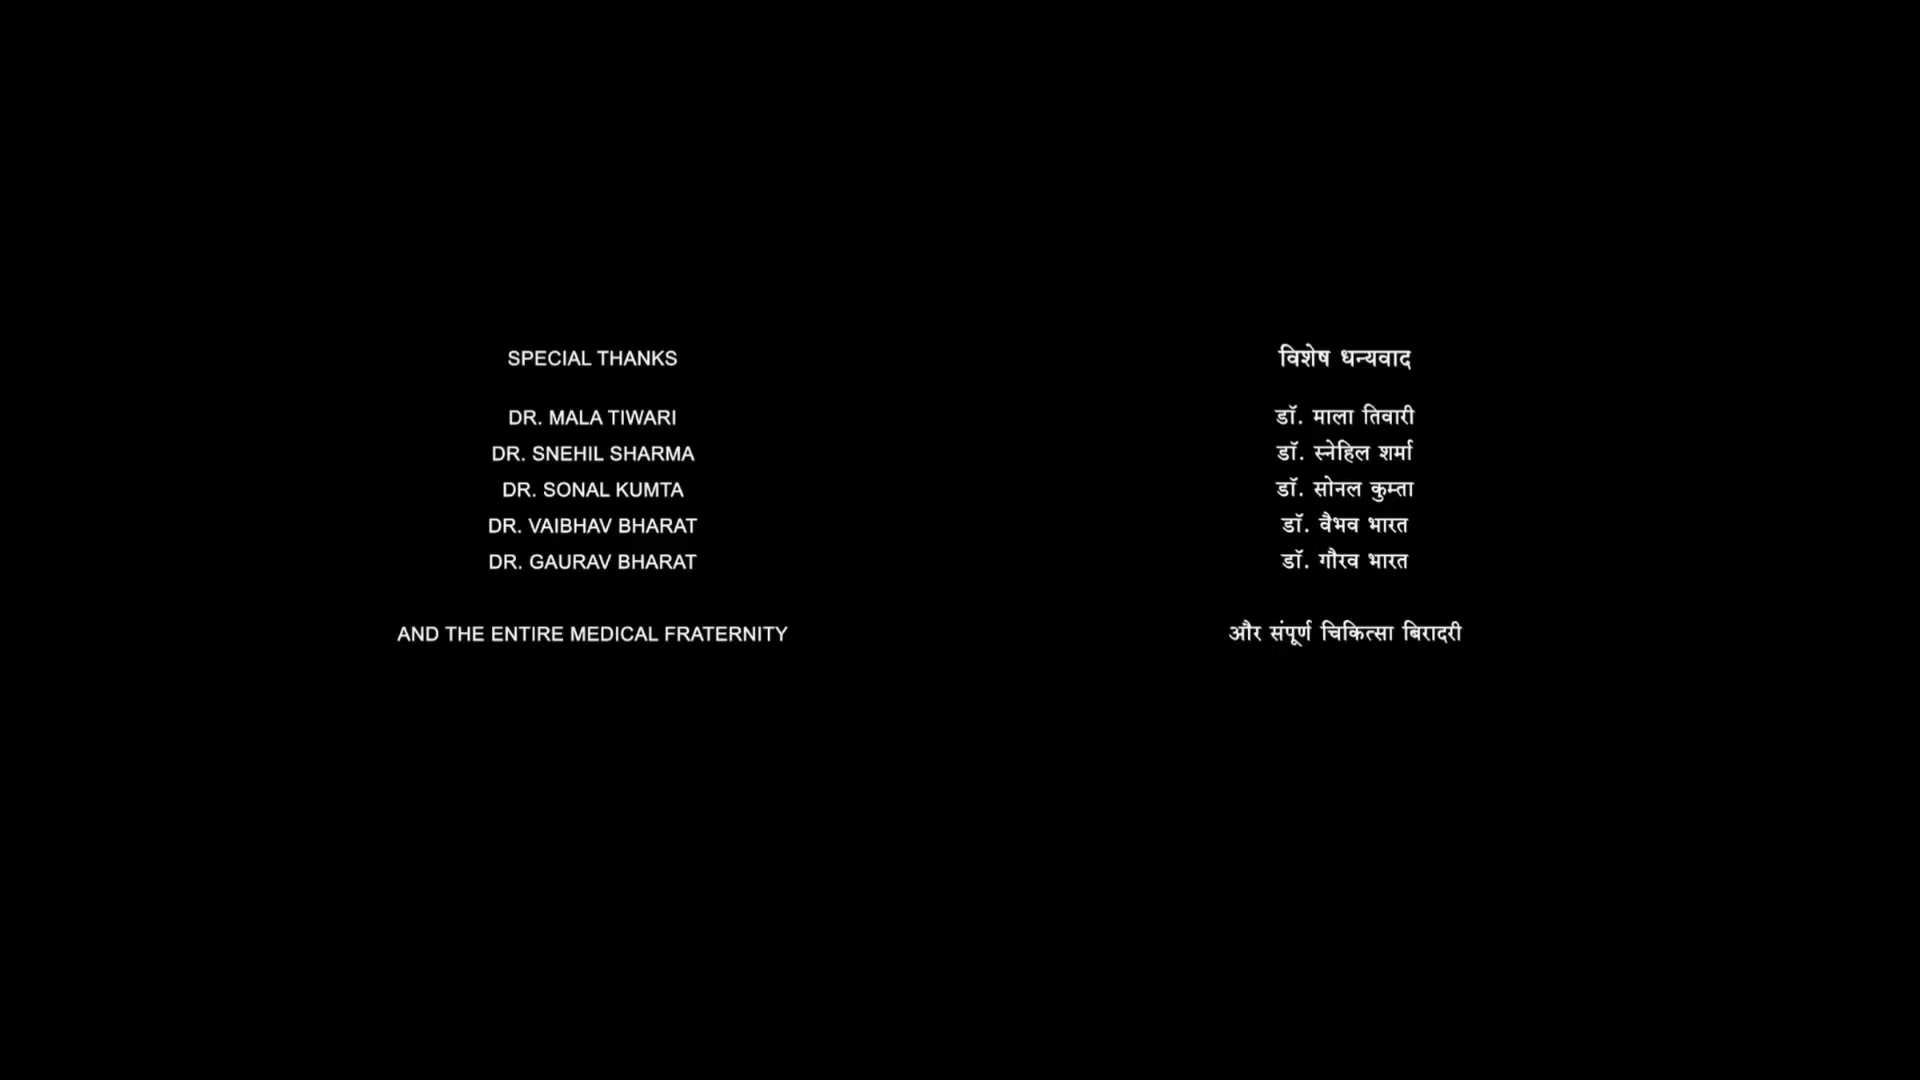 SPECIAL THANKS
DR. MALA TIWARI
DR. SNEHIL SHARMA
DR. SONAL KUMTA
DR. VAIBHAV BHARAT
DR. GAURAV BHARAT
AND THE ENTIRE MEDICAL FRATERNITY
विशेष धन्यवाद
डॉ. माला तिवारी
डॉ. स्नेहिल शर्मा
डॉ. सोनल कुम्ता
डॉ. वैभव भारत
डॉ. गौरव भारत
और संपूर्ण चिकित्सा बिरादरी